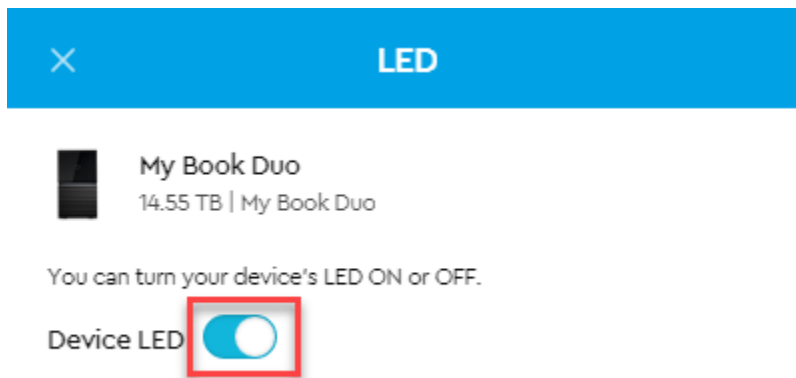 LED
My Book Duo
14.55 TB | My Book Duo
You can turn your device's LED ON or OFF.
Device LED